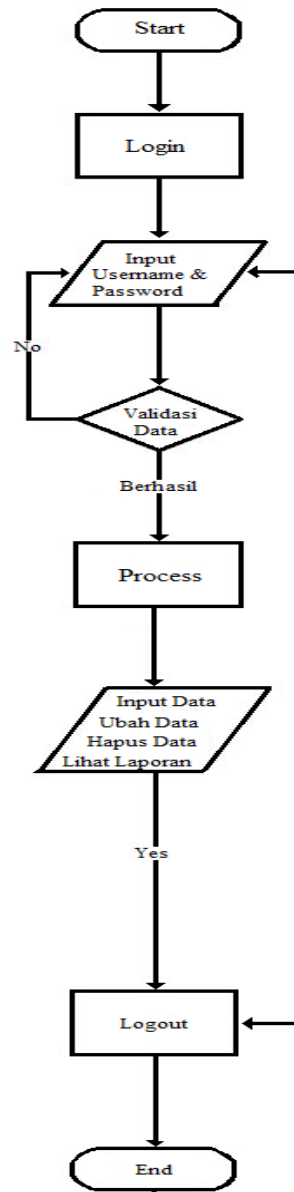 Start
Login
Input
Username &
Password
No
Validasi
Data
Berhasil
Process
Input Data
Ubah Data
Hapus Data
Lihat Laporan
Yes
Logout
End